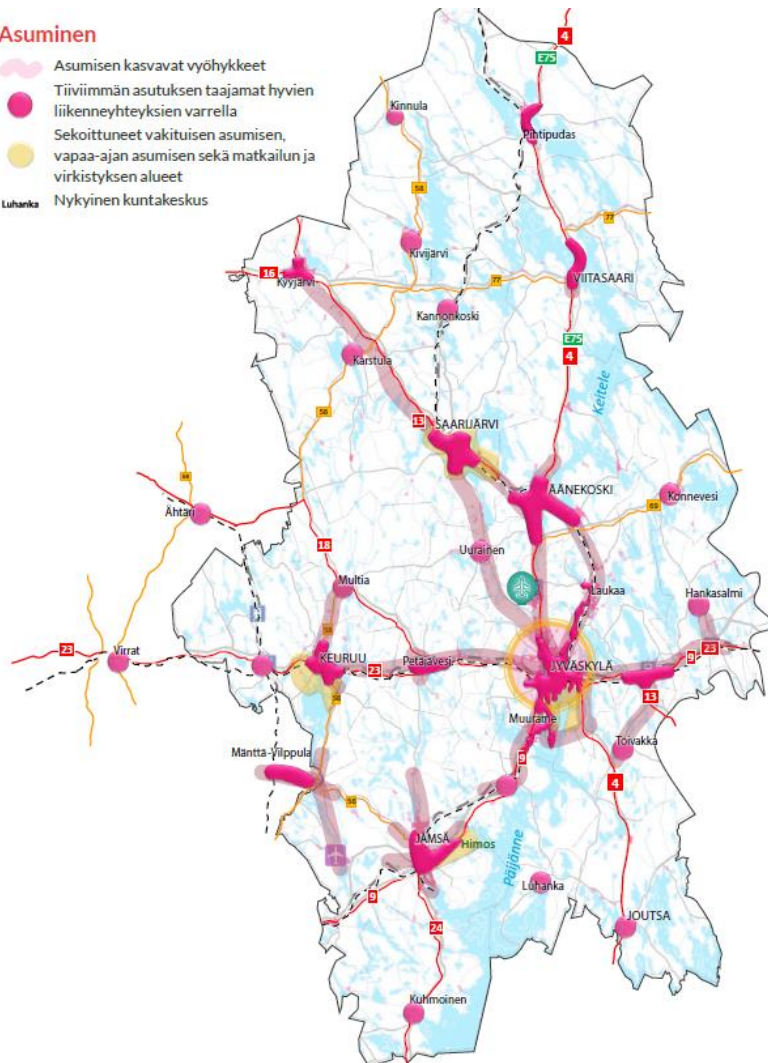 Asuminen
Asumisen kasvavat vyöhykkeet
Tiiviimmän asutuksen taajamat hyvien
liikenneyhteyksien varrella
Sekoittuneet vakituisen asumisen,
vapaa-ajan asumisen sekä matkailun ja
virkistyksen alueet
Luhanka Nykyinen kuntakeskus
4
E75
Kinnula
Pihtipudas
58
77
Kivijärvi
16
Kyyjärvi
77
VIITASAARI
Kannonkoski
E75
4
Karstula
Keitele
58
13
SAARIJÄRVI
ÄÄNEKOSKI
Konnevesi
69
Ähtäri
18
Uurainen
Multia
Laukaa
Hankasalmi
58
23
Virrat
KEURUU
23
Petäjävesi
JYVÄSKYLÄ
9
23
58
13
Muurame
Toivakka
Mänttä-Vilppula
9
4
56
JÄMSÄ
Himos
Päijänne
Luhanka
9
JOUTSA
24
Kuhmoinen